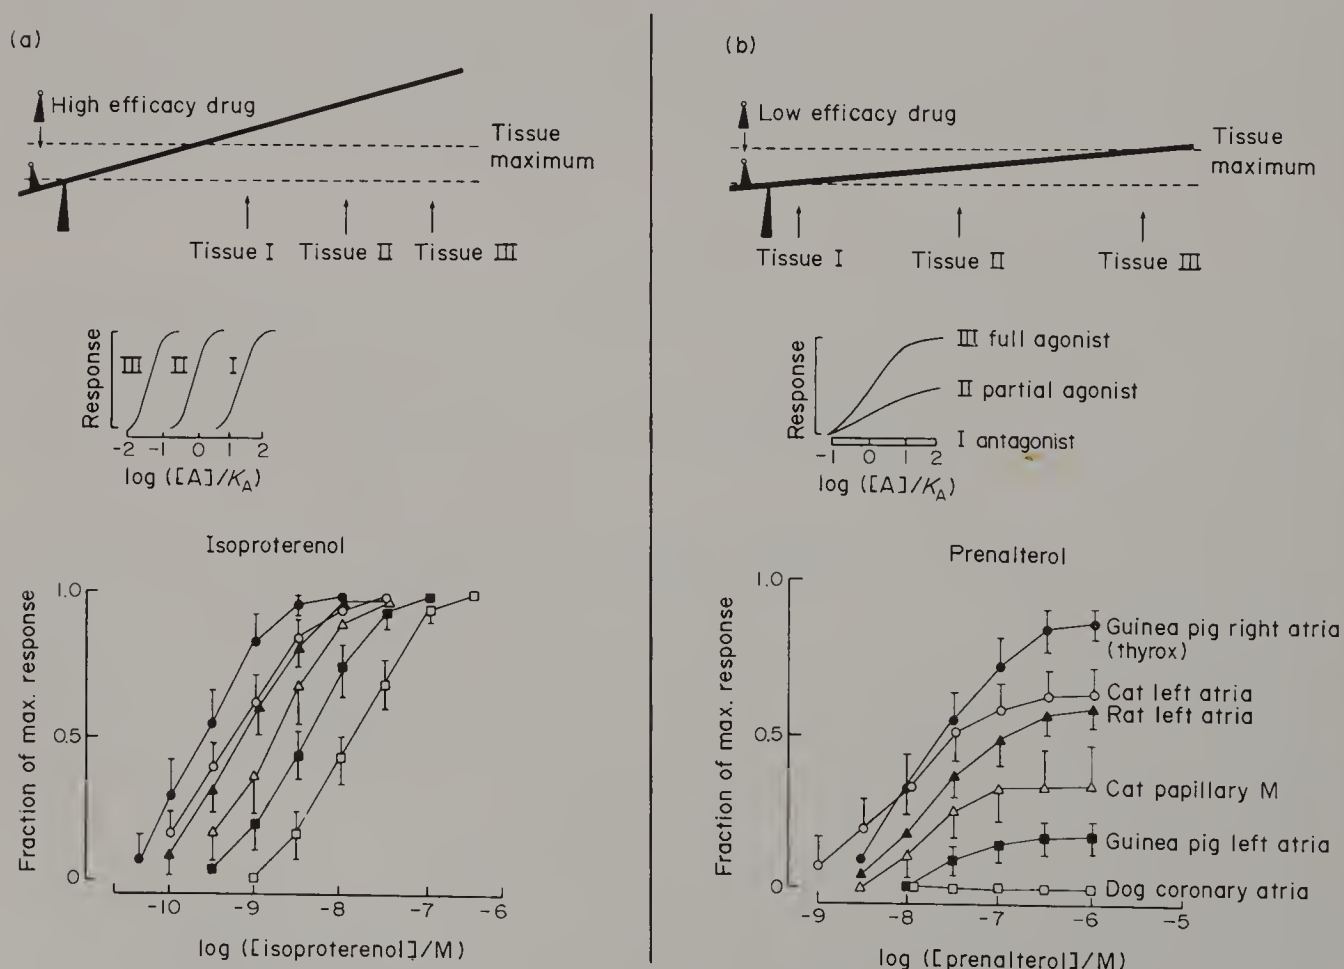 (a)
High efficacy drug
Tissue
maximum
Tissue I Tissue II Tissue III
Response
III II I
-2 -1 0 1 2
log ([A]/K_A)
Isoproterenol
Fraction of max. response
1.0
0.5
0
-10 -9 -8 -7 -6
log ([isoproterenol]/M)
(b)
Low efficacy drug
Tissue
maximum
Tissue I Tissue II Tissue III
Response
III full agonist
II partial agonist
I antagonist
-1 0 1 2
log ([A]/K_A)
Prenalterol
Fraction of max. response
1.0
0.5
0
Guinea pig right atria
(thyrox)
Cat left atria
Rat left atria
Cat papillary M
Guinea pig left atria
Dog coronary atria
-9 -8 -7 -6 -5
log ([prenalterol]/M)